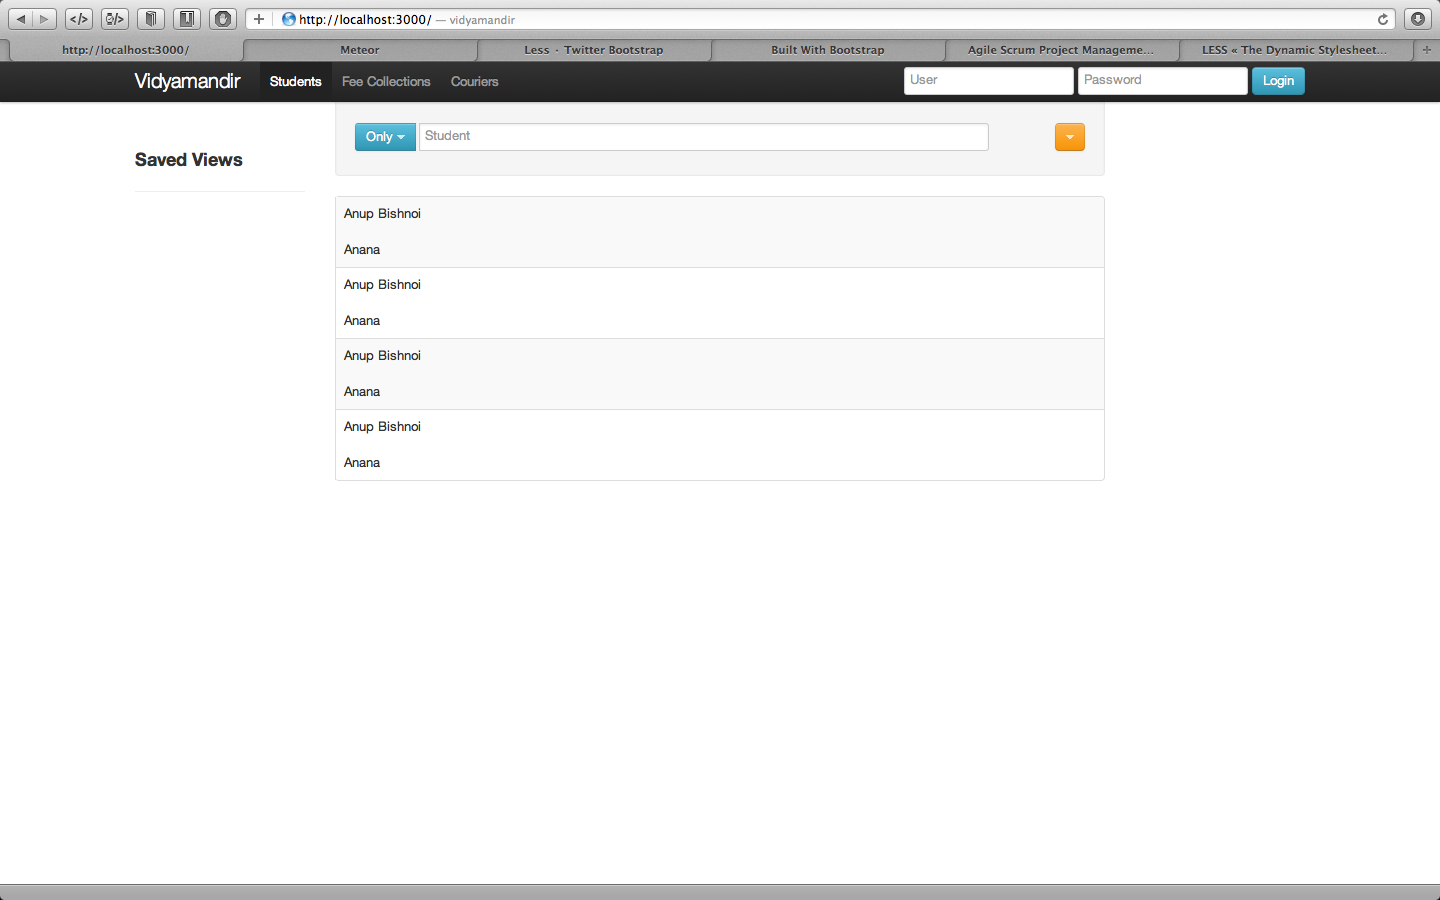 http://localhost:3000/ — vidyamandir
http://localhost:3000/
Meteor
Less · Twitter Bootstrap
Built With Bootstrap
Agile Scrum Project Manageme...
LESS « The Dynamic Stylesheet...
Vidyamandir
Students
Fee Collections
Couriers
User
Password
Login
Only
Student
Saved Views
Anup Bishnoi
Anana
Anup Bishnoi
Anana
Anup Bishnoi
Anana
Anup Bishnoi
Anana